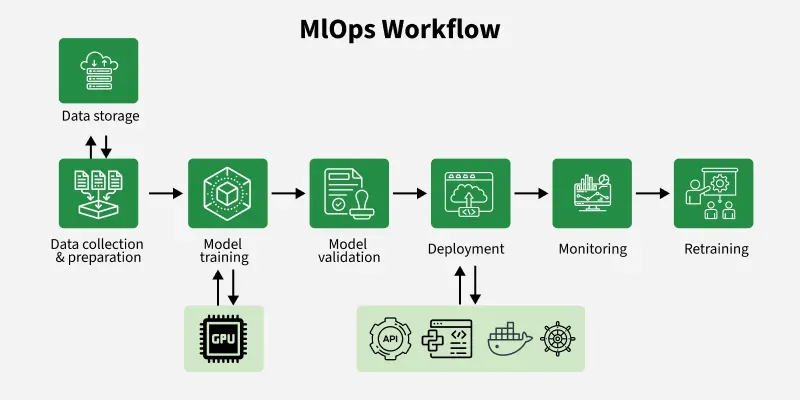 MlOps Workflow
Data storage
Data collection
& preparation
Model
training
Model
validation
Deployment
Monitoring
Retraining
GPU
API
</>
</>